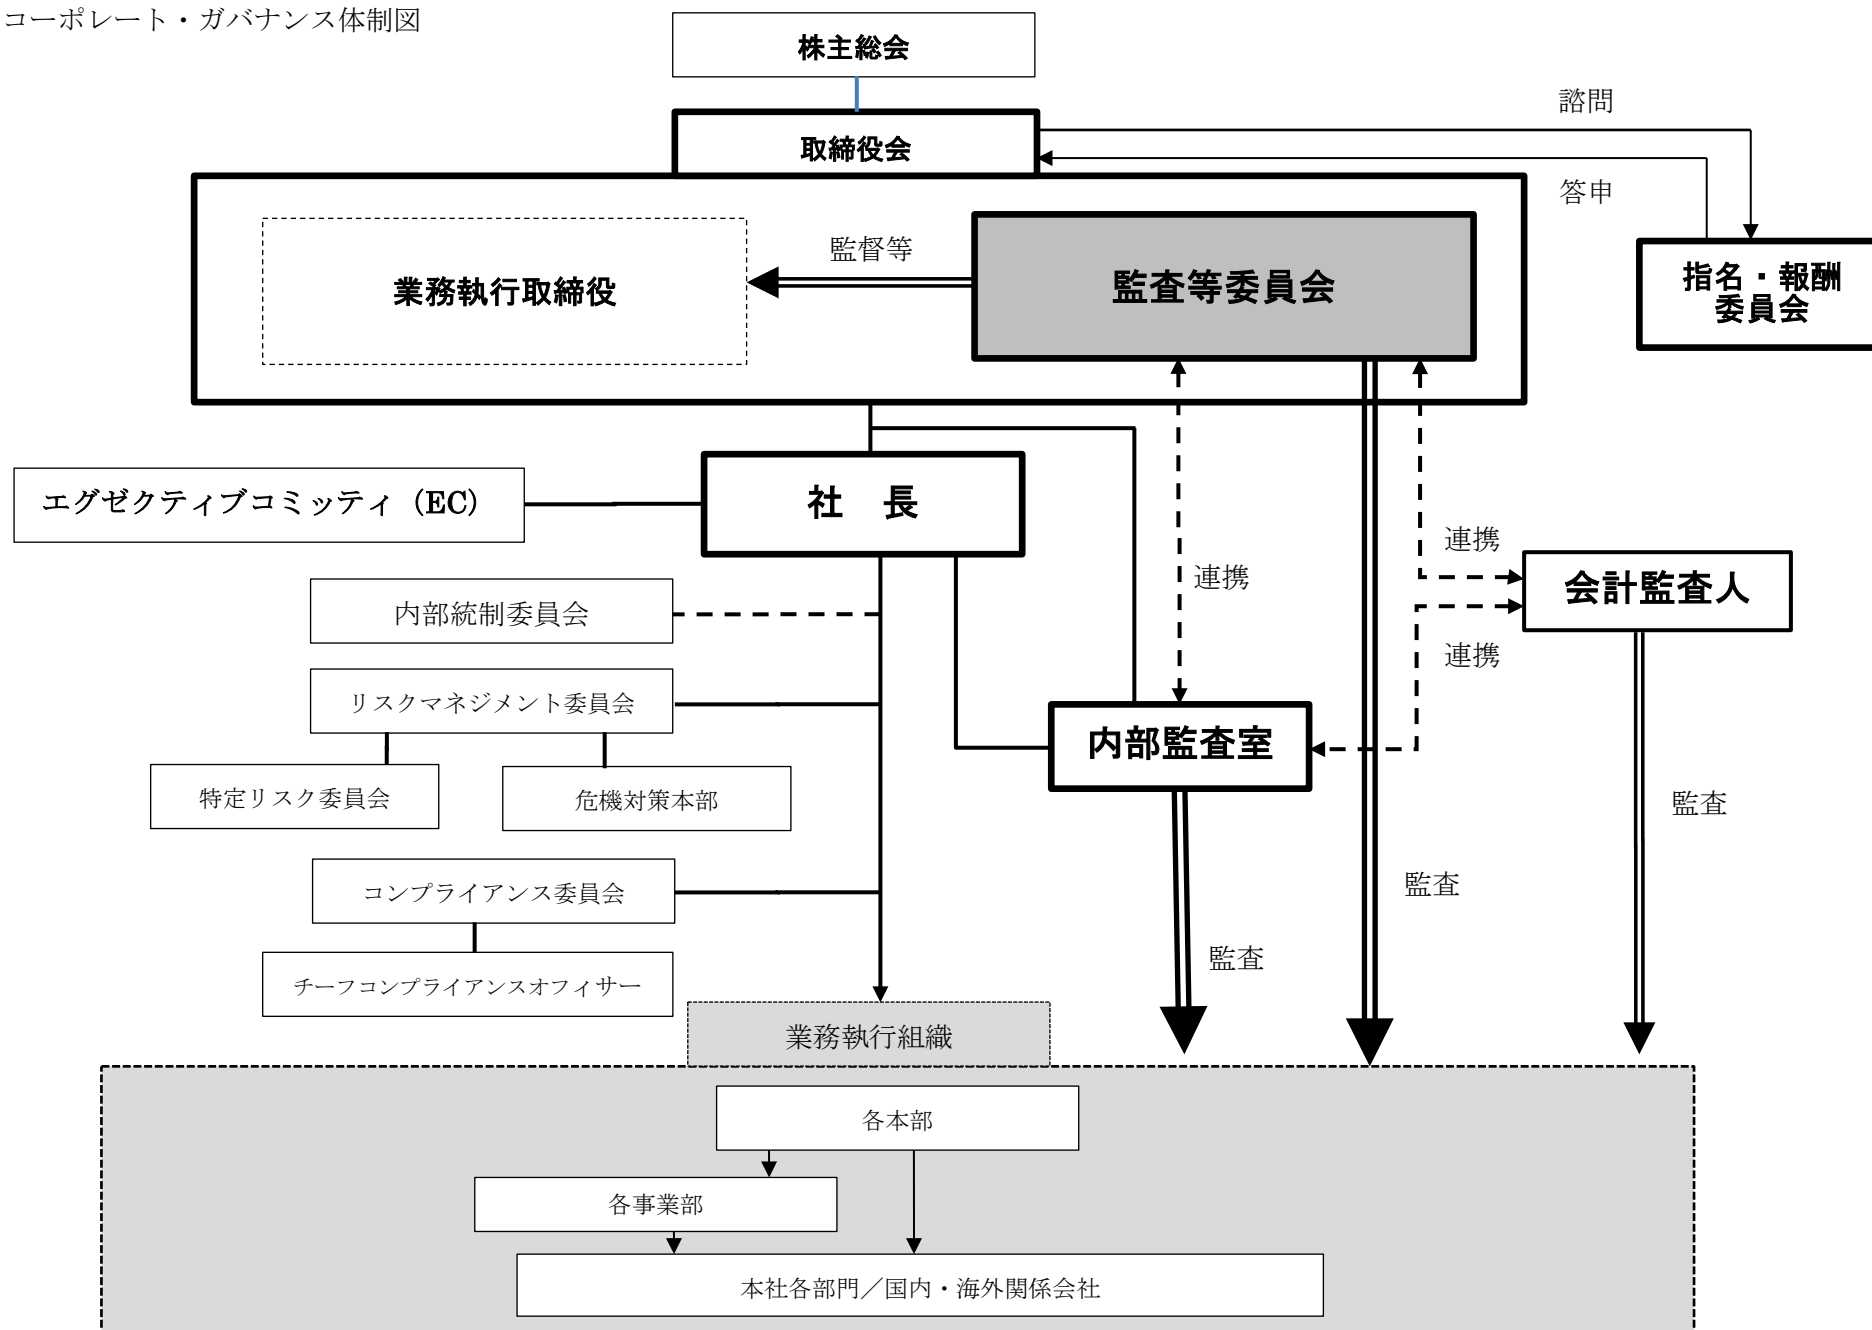 コーポレート・ガバナンス体制図
株主総会
取締役会
諮問
答申
業務執行取締役
監督等
監査等委員会
指名・報酬
委員会
エグゼクティブコミッティ（EC）
社　長
内部統制委員会
連携
連携
会計監査人
連携
リスクマネジメント委員会
内部監査室
特定リスク委員会
危機対策本部
監査
コンプライアンス委員会
監査
監査
チーフコンプライアンスオフィサー
業務執行組織
各本部
各事業部
本社各部門／国内・海外関係会社